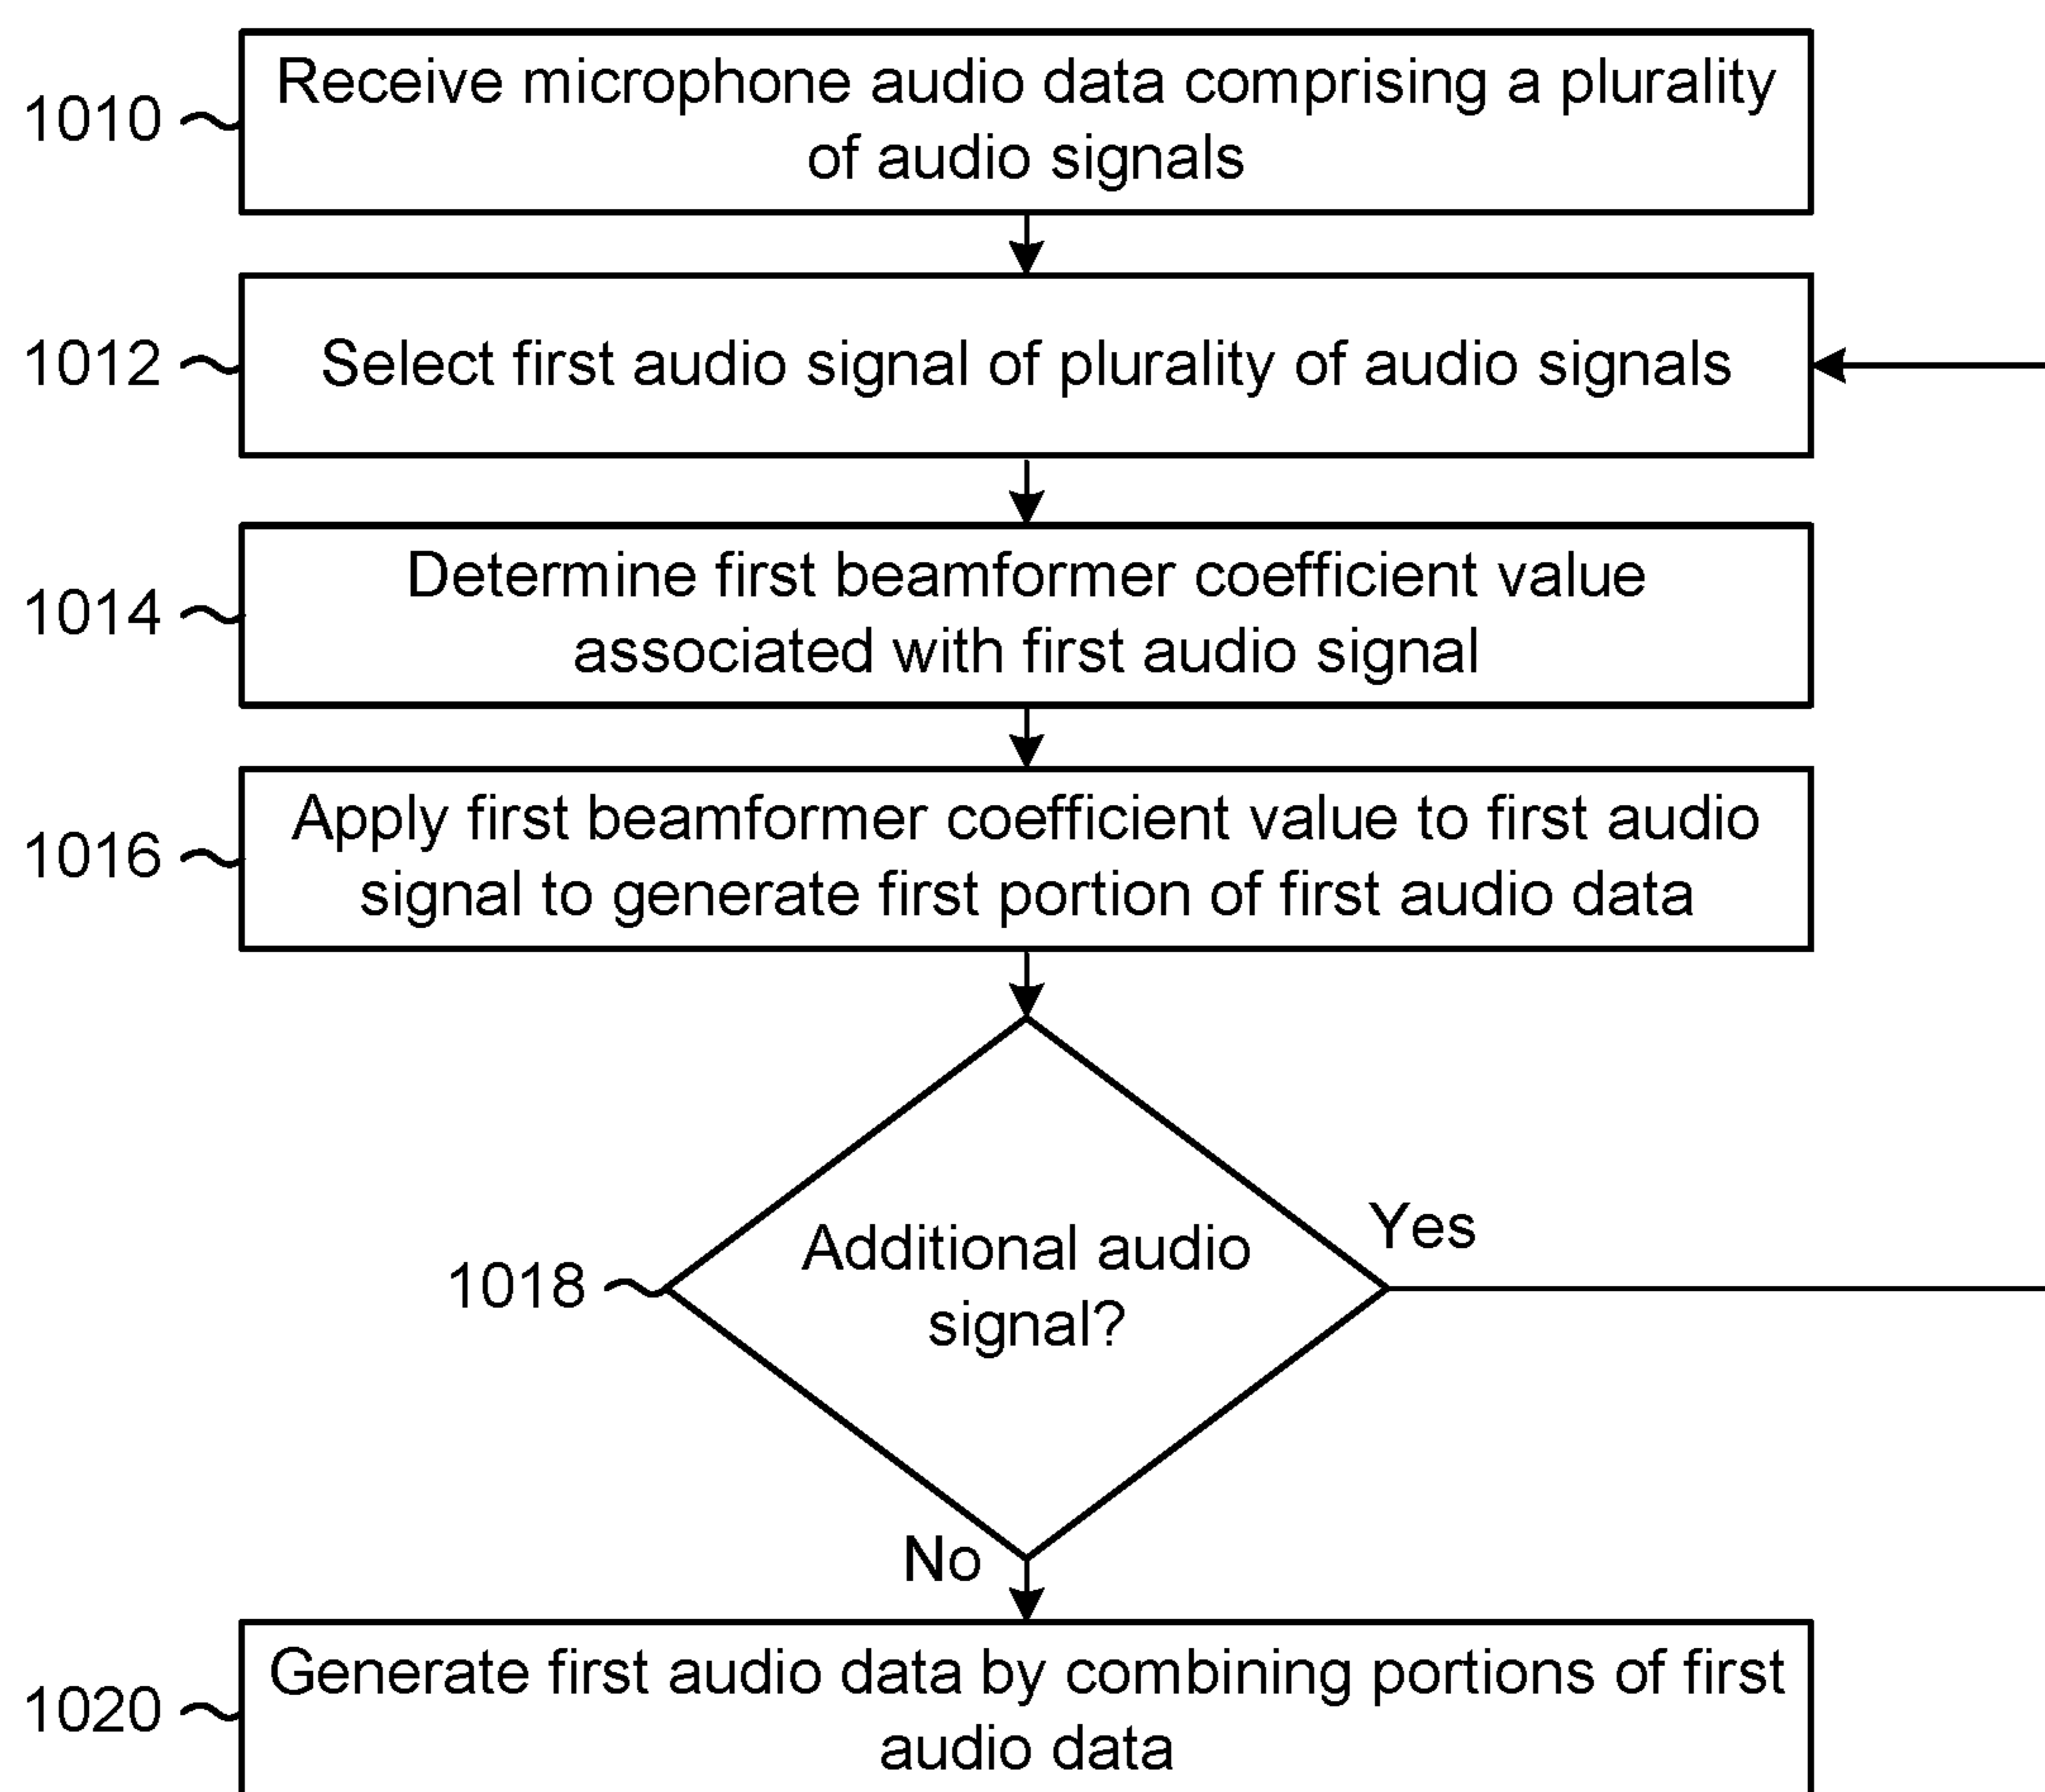 1010
Receive microphone audio data comprising a plurality
of audio signals
1012
Select first audio signal of plurality of audio signals
1014
Determine first beamformer coefficient value
associated with first audio signal
1016
Apply first beamformer coefficient value to first audio
signal to generate first portion of first audio data
1018
Additional audio
signal?
Yes
No
1020
Generate first audio data by combining portions of first
audio data